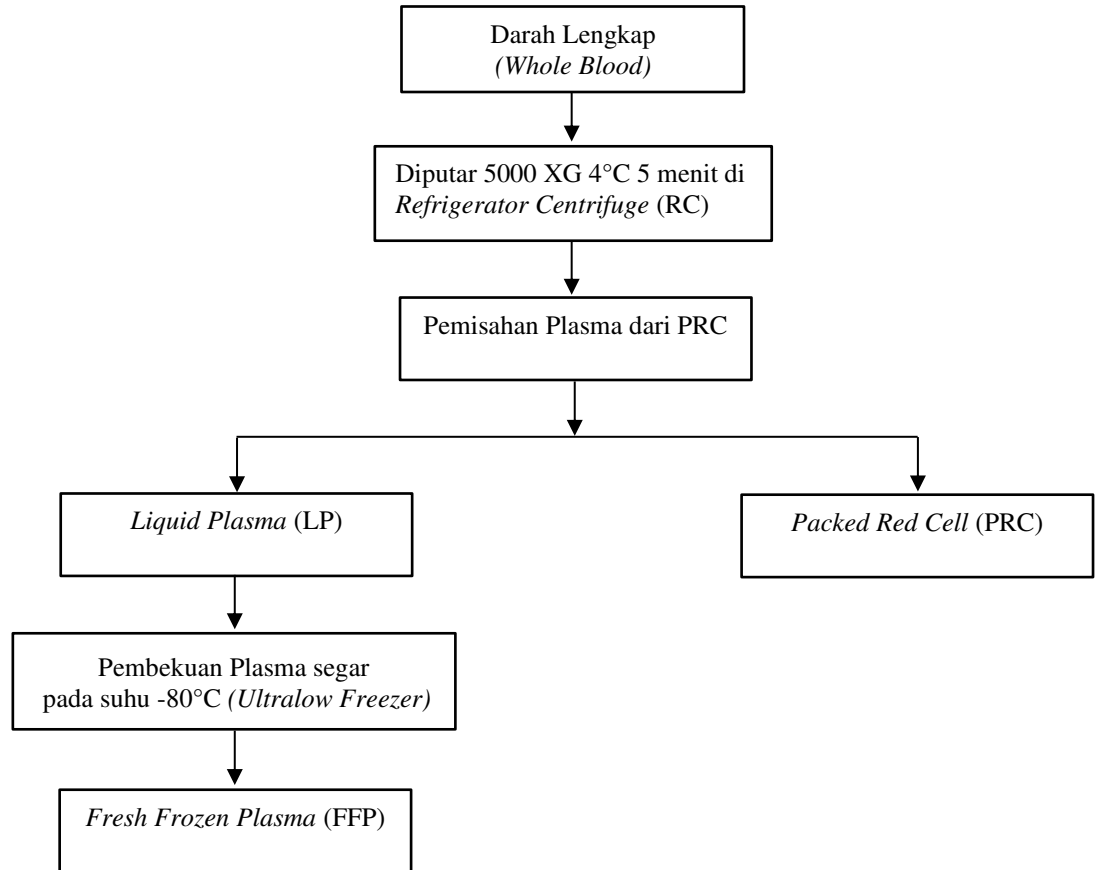 Darah Lengkap
(Whole Blood)
Diputar 5000 XG 4°C 5 menit di
Refrigerator Centrifuge (RC)
Pemisahan Plasma dari PRC
Liquid Plasma (LP)
Packed Red Cell (PRC)
Pembekuan Plasma segar
pada suhu -80°C (Ultralow Freezer)
Fresh Frozen Plasma (FFP)